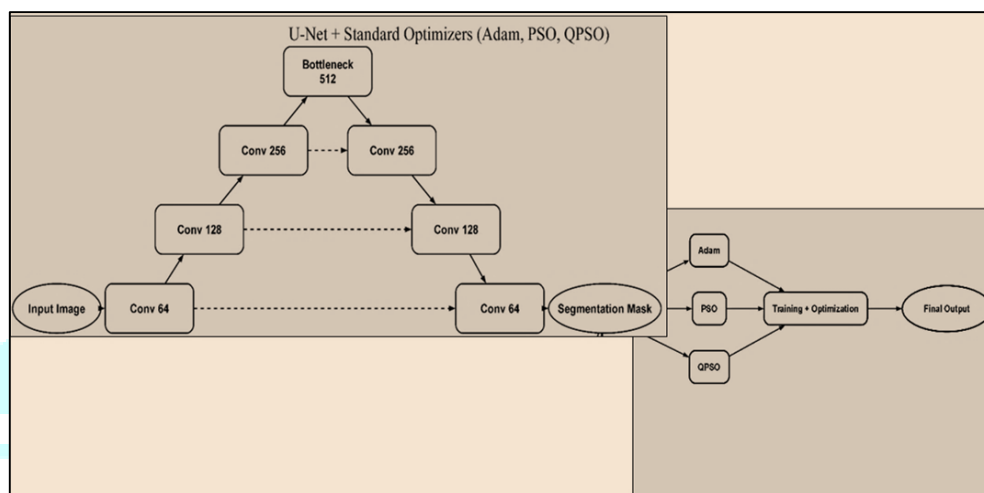 U-Net + Standard Optimizers (Adam, PSO, QPSO)
Bottleneck
512
Conv 256
Conv 256
Conv 128
Conv 128
Input Image
Conv 64
Conv 64
Segmentation Mask
Adam
PSO
QPSO
Training + Optimization
Final Output